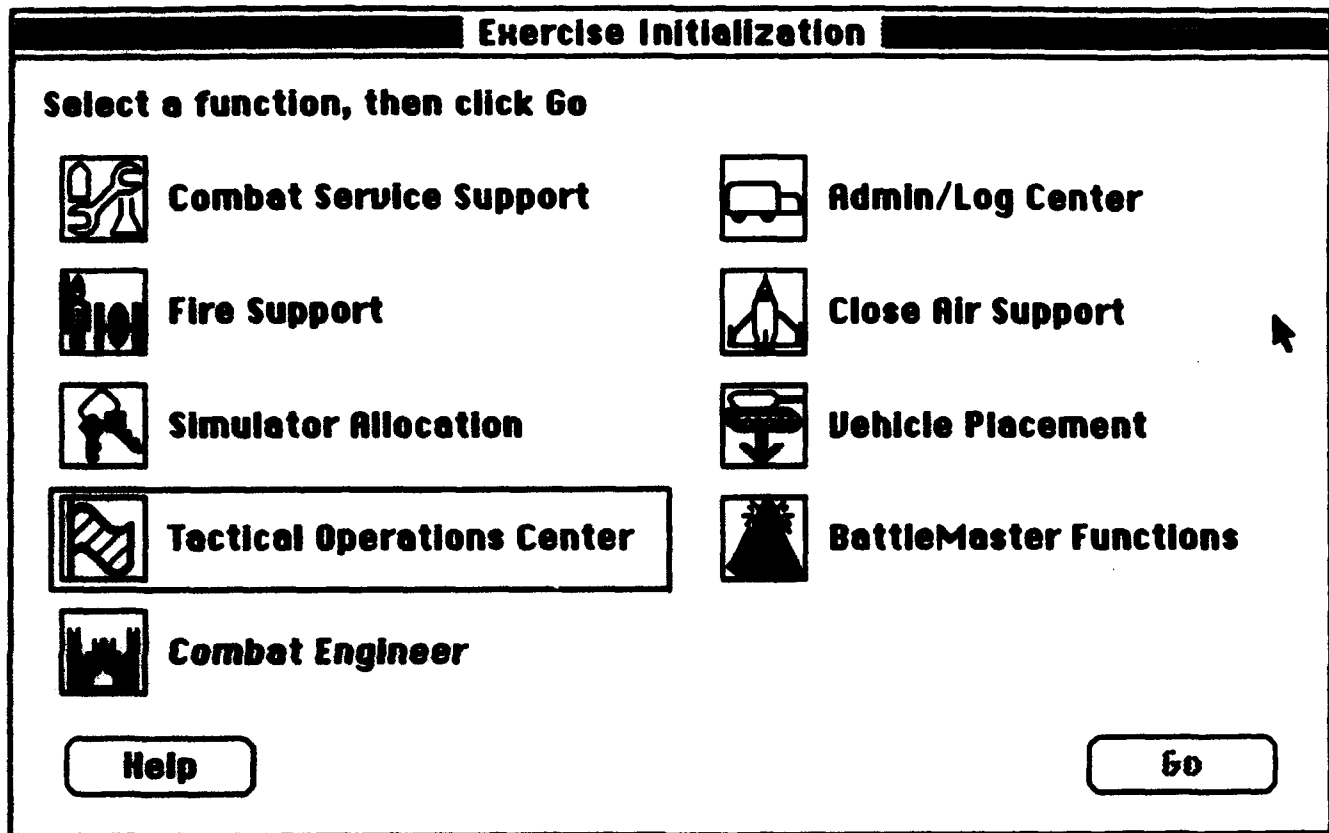 Exercise Initialization
Select a function, then click Go
Combat Service Support
Admin/Log Center
Fire Support
Close Air Support
Simulator Allocation
Vehicle Placement
Tactical Operations Center
BattleMaster Functions
Combat Engineer
Help
Go